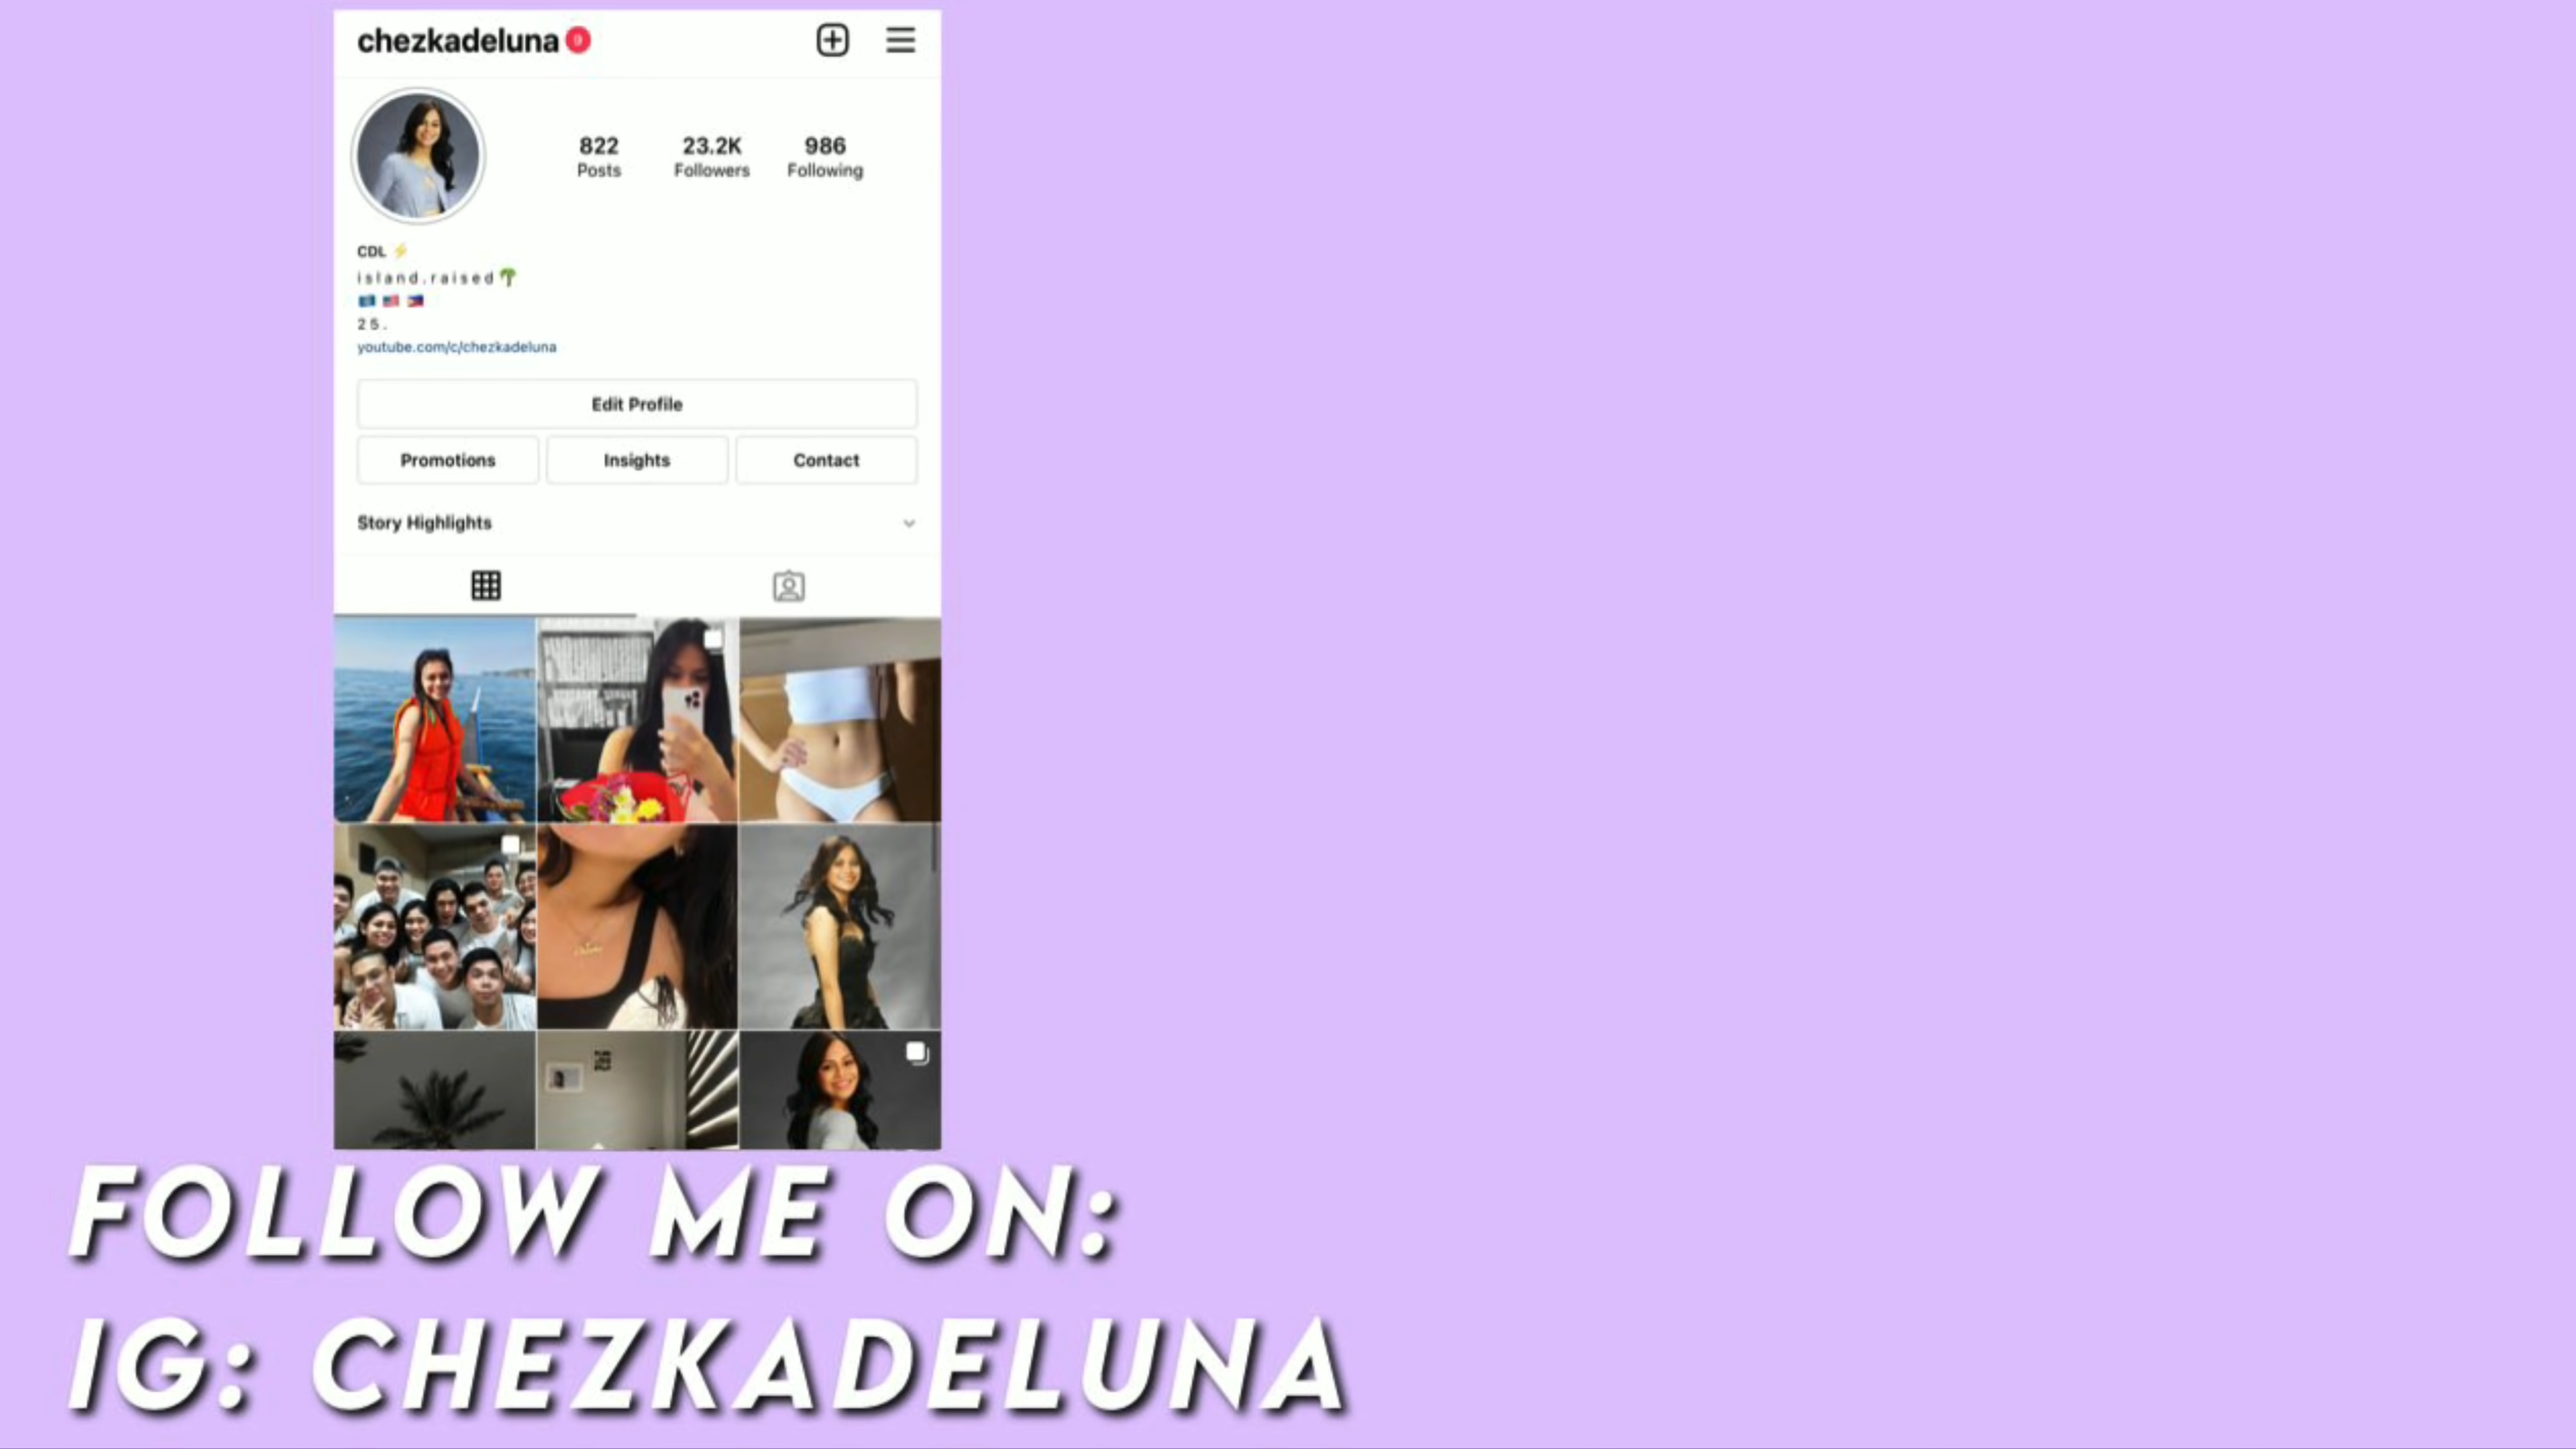 chezkadeluna 9
822 23.2K 986
Posts Followers Following
CDL ⚡
island.raised🌴
🇬🇺 🇺🇸 🇵🇭
25.
youtube.com/c/chezkadeluna
Edit Profile
Promotions Insights Contact
Story Highlights
FOLLOW ME ON:
IG: CHEZKADELUNA